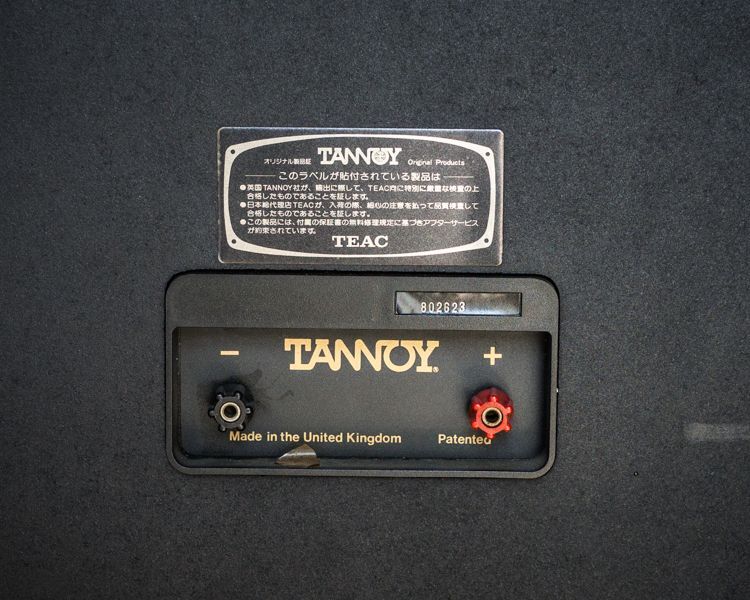 オリジナル製品証 TANNOY Original Products
このラベルが貼付されている製品は
●英国TANNOY社が、輸出に際して、TEAC向に特別に厳重な検査の上
合格したものであることを証します。
●日本総代理店TEACが、入荷の際、細心の注意を払って品質検査して
合格したものであることを証します。
●この製品には、付属の保証書の無料修理規定に基づきアフターサービス
が約束されています。
TEAC
802623
− TANNOY® +
Made in the United Kingdom Patented